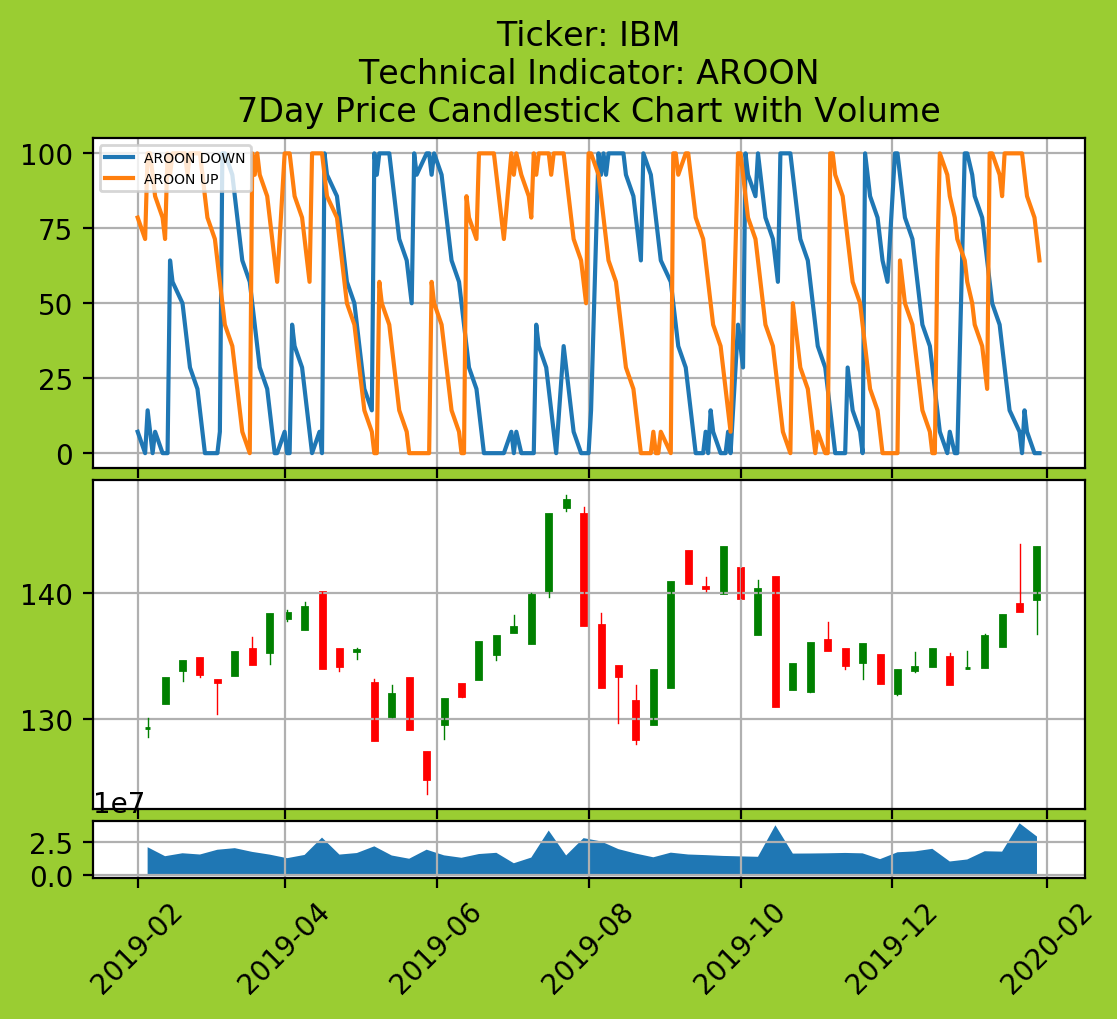 Ticker: IBM
Technical Indicator: AROON
7Day Price Candlestick Chart with Volume
100
75
50
25
0
AROON DOWN
AROON UP
140
130
1e7
2.5
0.0
2019-02
2019-04
2019-06
2019-08
2019-10
2019-12
2020-02